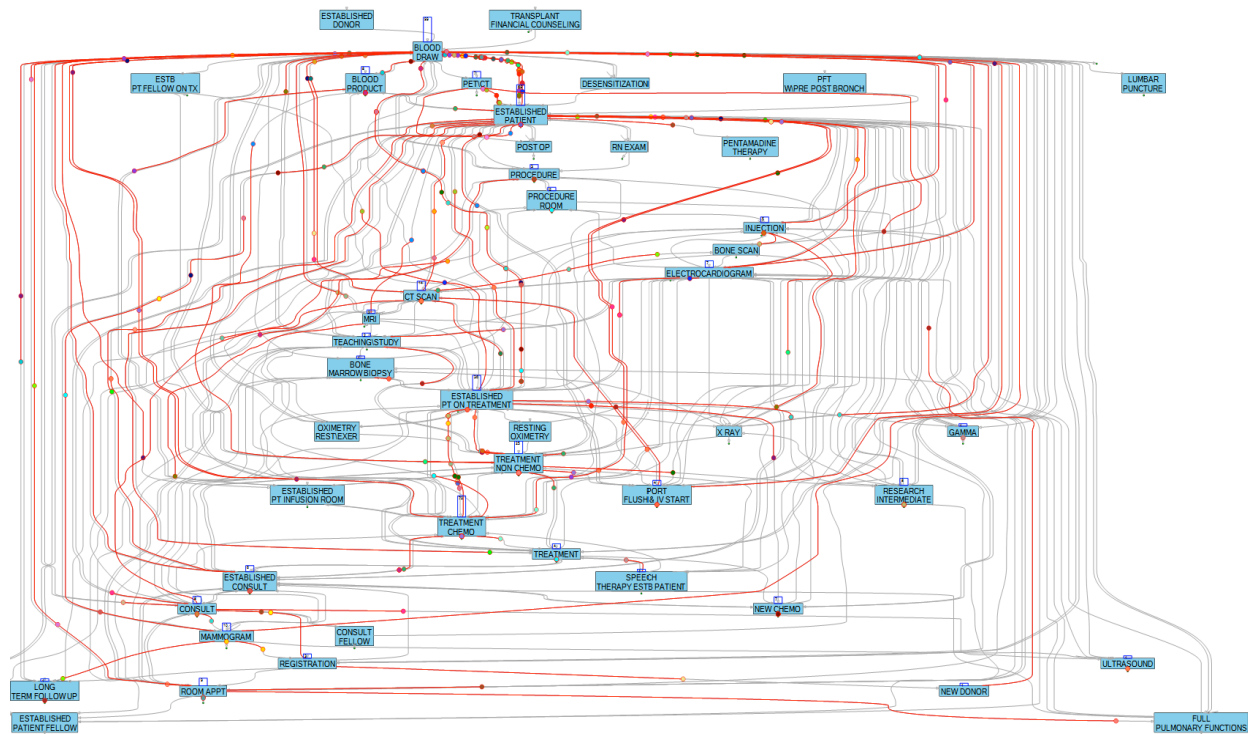 ESTABLISHED
DONOR
TRANSPLANT
FINANCIAL COUNSELING
BLOOD
DRAW
ESTB
PT FELLOW ON TX
BLOOD
PRODUCT
PET\CT
DESENSITIZATION
PFT
W\PRE POST BRONCH
LUMBAR
PUNCTURE
ESTABLISHED
PATIENT
POST OP
RN EXAM
PENTAMADINE
THERAPY
PROCEDURE
PROCEDURE
ROOM
INJECTION
BONE SCAN
ELECTROCARDIOGRAM
CT SCAN
MRI
TEACHING\STUDY
BONE
MARROW BIOPSY
ESTABLISHED
PT ON TREATMENT
OXIMETRY
REST\EXER
RESTING
OXIMETRY
X RAY
GAMMA
TREATMENT
NON CHEMO
ESTABLISHED
PT INFUSION ROOM
PORT
FLUSH& IV START
RESEARCH
INTERMEDIATE
TREATMENT
CHEMO
TREATMENT
ESTABLISHED
CONSULT
SPEECH
THERAPY ESTB PATIENT
CONSULT
NEW CHEMO
MAMMOGRAM
CONSULT
FELLOW
REGISTRATION
ULTRASOUND
LONG
TERM FOLLOW UP
ROOM APPT
NEW DONOR
ESTABLISHED
PATIENT FELLOW
FULL
PULMONARY FUNCTIONS